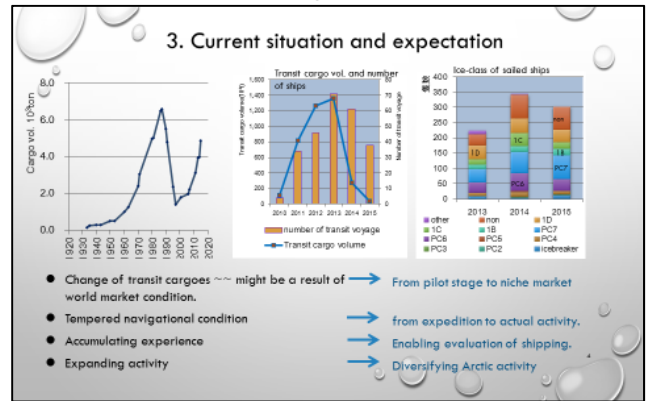 3. Current situation and expectation
Cargo vol. 10⁶ton
8.0
6.0
4.0
2.0
0.0
1920
1930
1940
1950
1960
1970
1980
1990
2000
2010
2020
Transit cargo vol. and number
of ships
Number of transit voyage
1,600
1,400
1,200
1,000
800
600
400
200
0
80
70
60
50
40
30
20
10
0
2010 2011 2012 2013 2014 2015
number of transit voyage
Transit cargo volume
Ice-class of sailed ships
400
350
300
250
200
150
100
50
0
1D
1C
PC6
non
1B
PC7
2013 2014 2015
other non 1D
1C 1B PC7
PC6 PC5 PC4
PC3 PC2 icebreaker
● Change of transit cargoes ~~ might be a result of
world market condition.
→ From pilot stage to niche market
● Tempered navigational condition → from expedition to actual activity.
● Accumulating experience → Enabling evaluation of shipping.
● Expanding activity → Diversifying Arctic activity
4